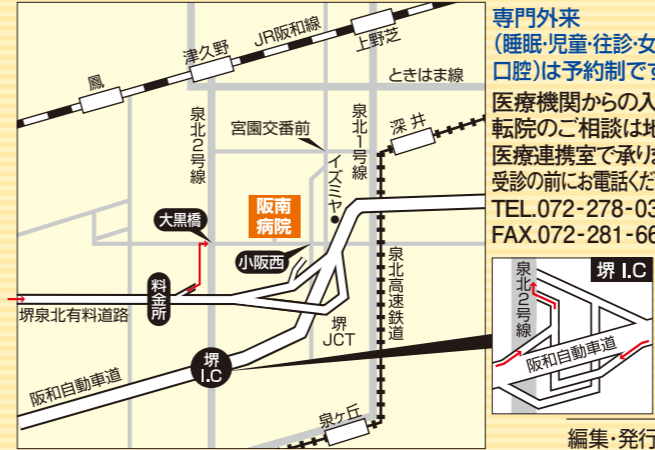 JR阪和線
鳳
津久野
上野芝
ときはま線
泉北2号線
宮園交番前
泉北1号線
深井
イズミヤ
阪南
病院
大黒橋
小阪西
料金所
堺泉北有料道路
泉北高速鉄道
堺
JCT
堺
I.C
阪和自動車道
泉ヶ丘
専門外来
(睡眠・児童・往診・女
口腔)は予約制です
医療機関からの入
転院のご相談は地
医療連携室で承りま
受診の前にお電話くだ
TEL.072-278-03
FAX.072-281-66
堺 I.C
泉北2号線
阪和自動車道
編集・発行